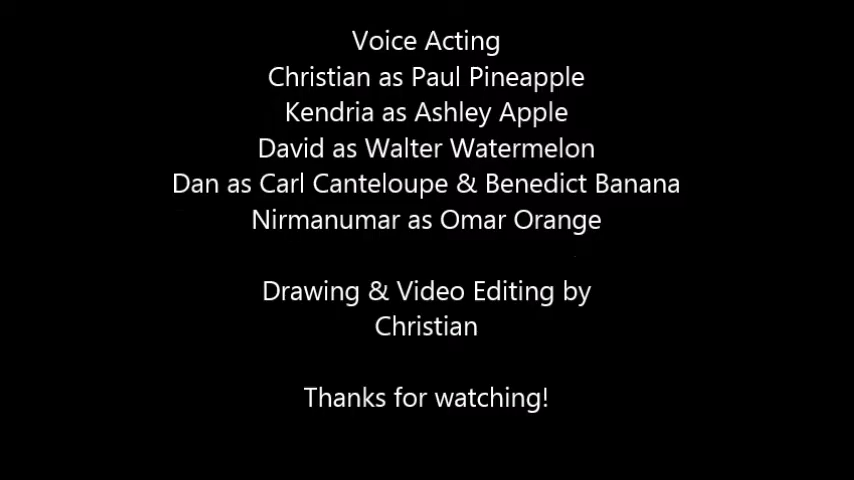 Voice Acting
Christian as Paul Pineapple
Kendria as Ashley Apple
David as Walter Watermelon
Dan as Carl Canteloupe & Benedict Banana
Nirmanumar as Omar Orange
Drawing & Video Editing by
Christian
Thanks for watching!